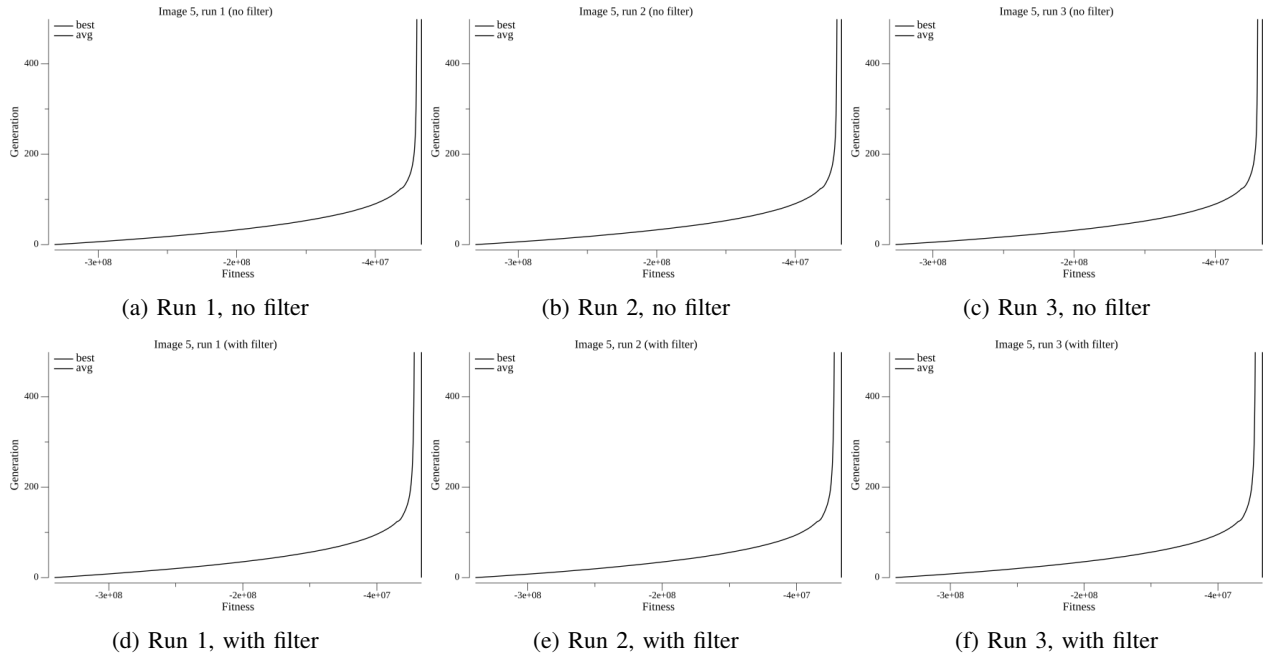 Image 5, run 1 (no filter)
best
avg
400
200
0
Generation
-3e+08
-2e+08
-4e+07
Fitness
(a) Run 1, no filter
Image 5, run 2 (no filter)
best
avg
400
200
0
Generation
-3e+08
-2e+08
-4e+07
Fitness
(b) Run 2, no filter
Image 5, run 3 (no filter)
best
avg
400
200
0
Generation
-3e+08
-2e+08
-4e+07
Fitness
(c) Run 3, no filter
Image 5, run 1 (with filter)
best
avg
400
200
0
Generation
-3e+08
-2e+08
-4e+07
Fitness
(d) Run 1, with filter
Image 5, run 2 (with filter)
best
avg
400
200
0
Generation
-3e+08
-2e+08
-4e+07
Fitness
(e) Run 2, with filter
Image 5, run 3 (with filter)
best
avg
400
200
0
Generation
-3e+08
-2e+08
-4e+07
Fitness
(f) Run 3, with filter